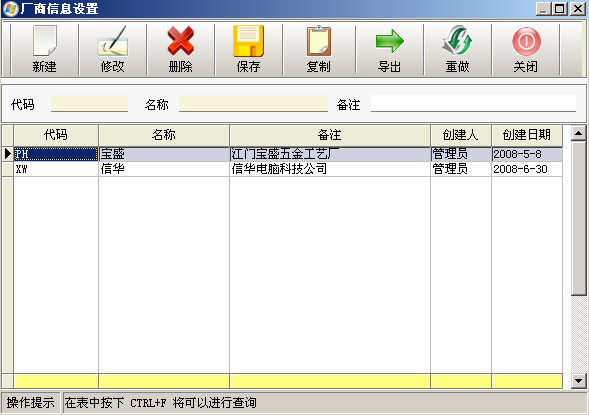 厂商信息设置
新建 修改 删除 保存 复制 导出 重做 关闭
代码 名称 备注
代码 名称 备注 创建人 创建日期
PH 宝盛 江门宝盛五金工艺厂 管理员 2008-5-8
XW 信华 信华电脑科技公司 管理员 2008-6-30
操作提示 在表中按下 CTRL+F 将可以进行查询